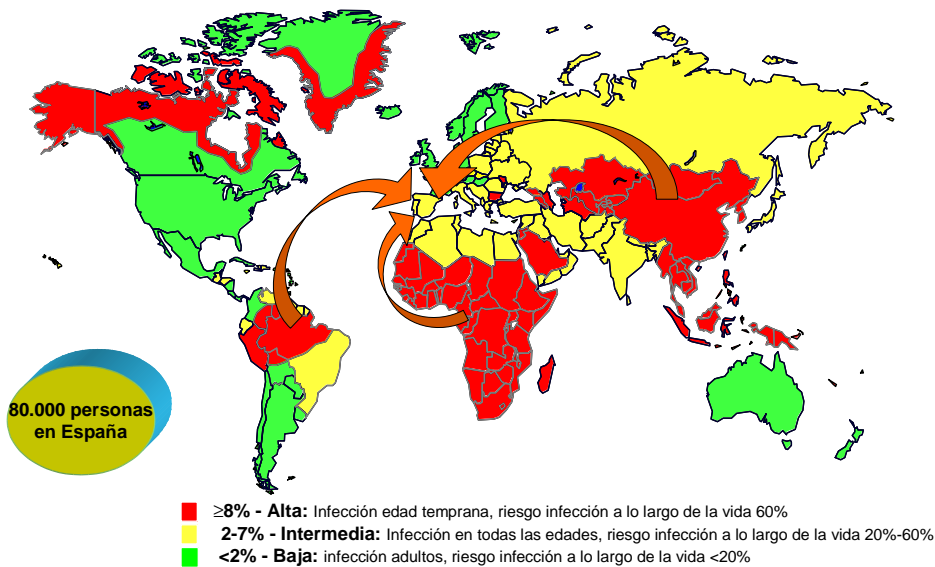 80.000 personas
en España
≥8% - Alta: Infección edad temprana, riesgo infección a lo largo de la vida 60%
2-7% - Intermedia: Infección en todas las edades, riesgo infección a lo largo de la vida 20%-60%
<2% - Baja: infección adultos, riesgo infección a lo largo de la vida <20%